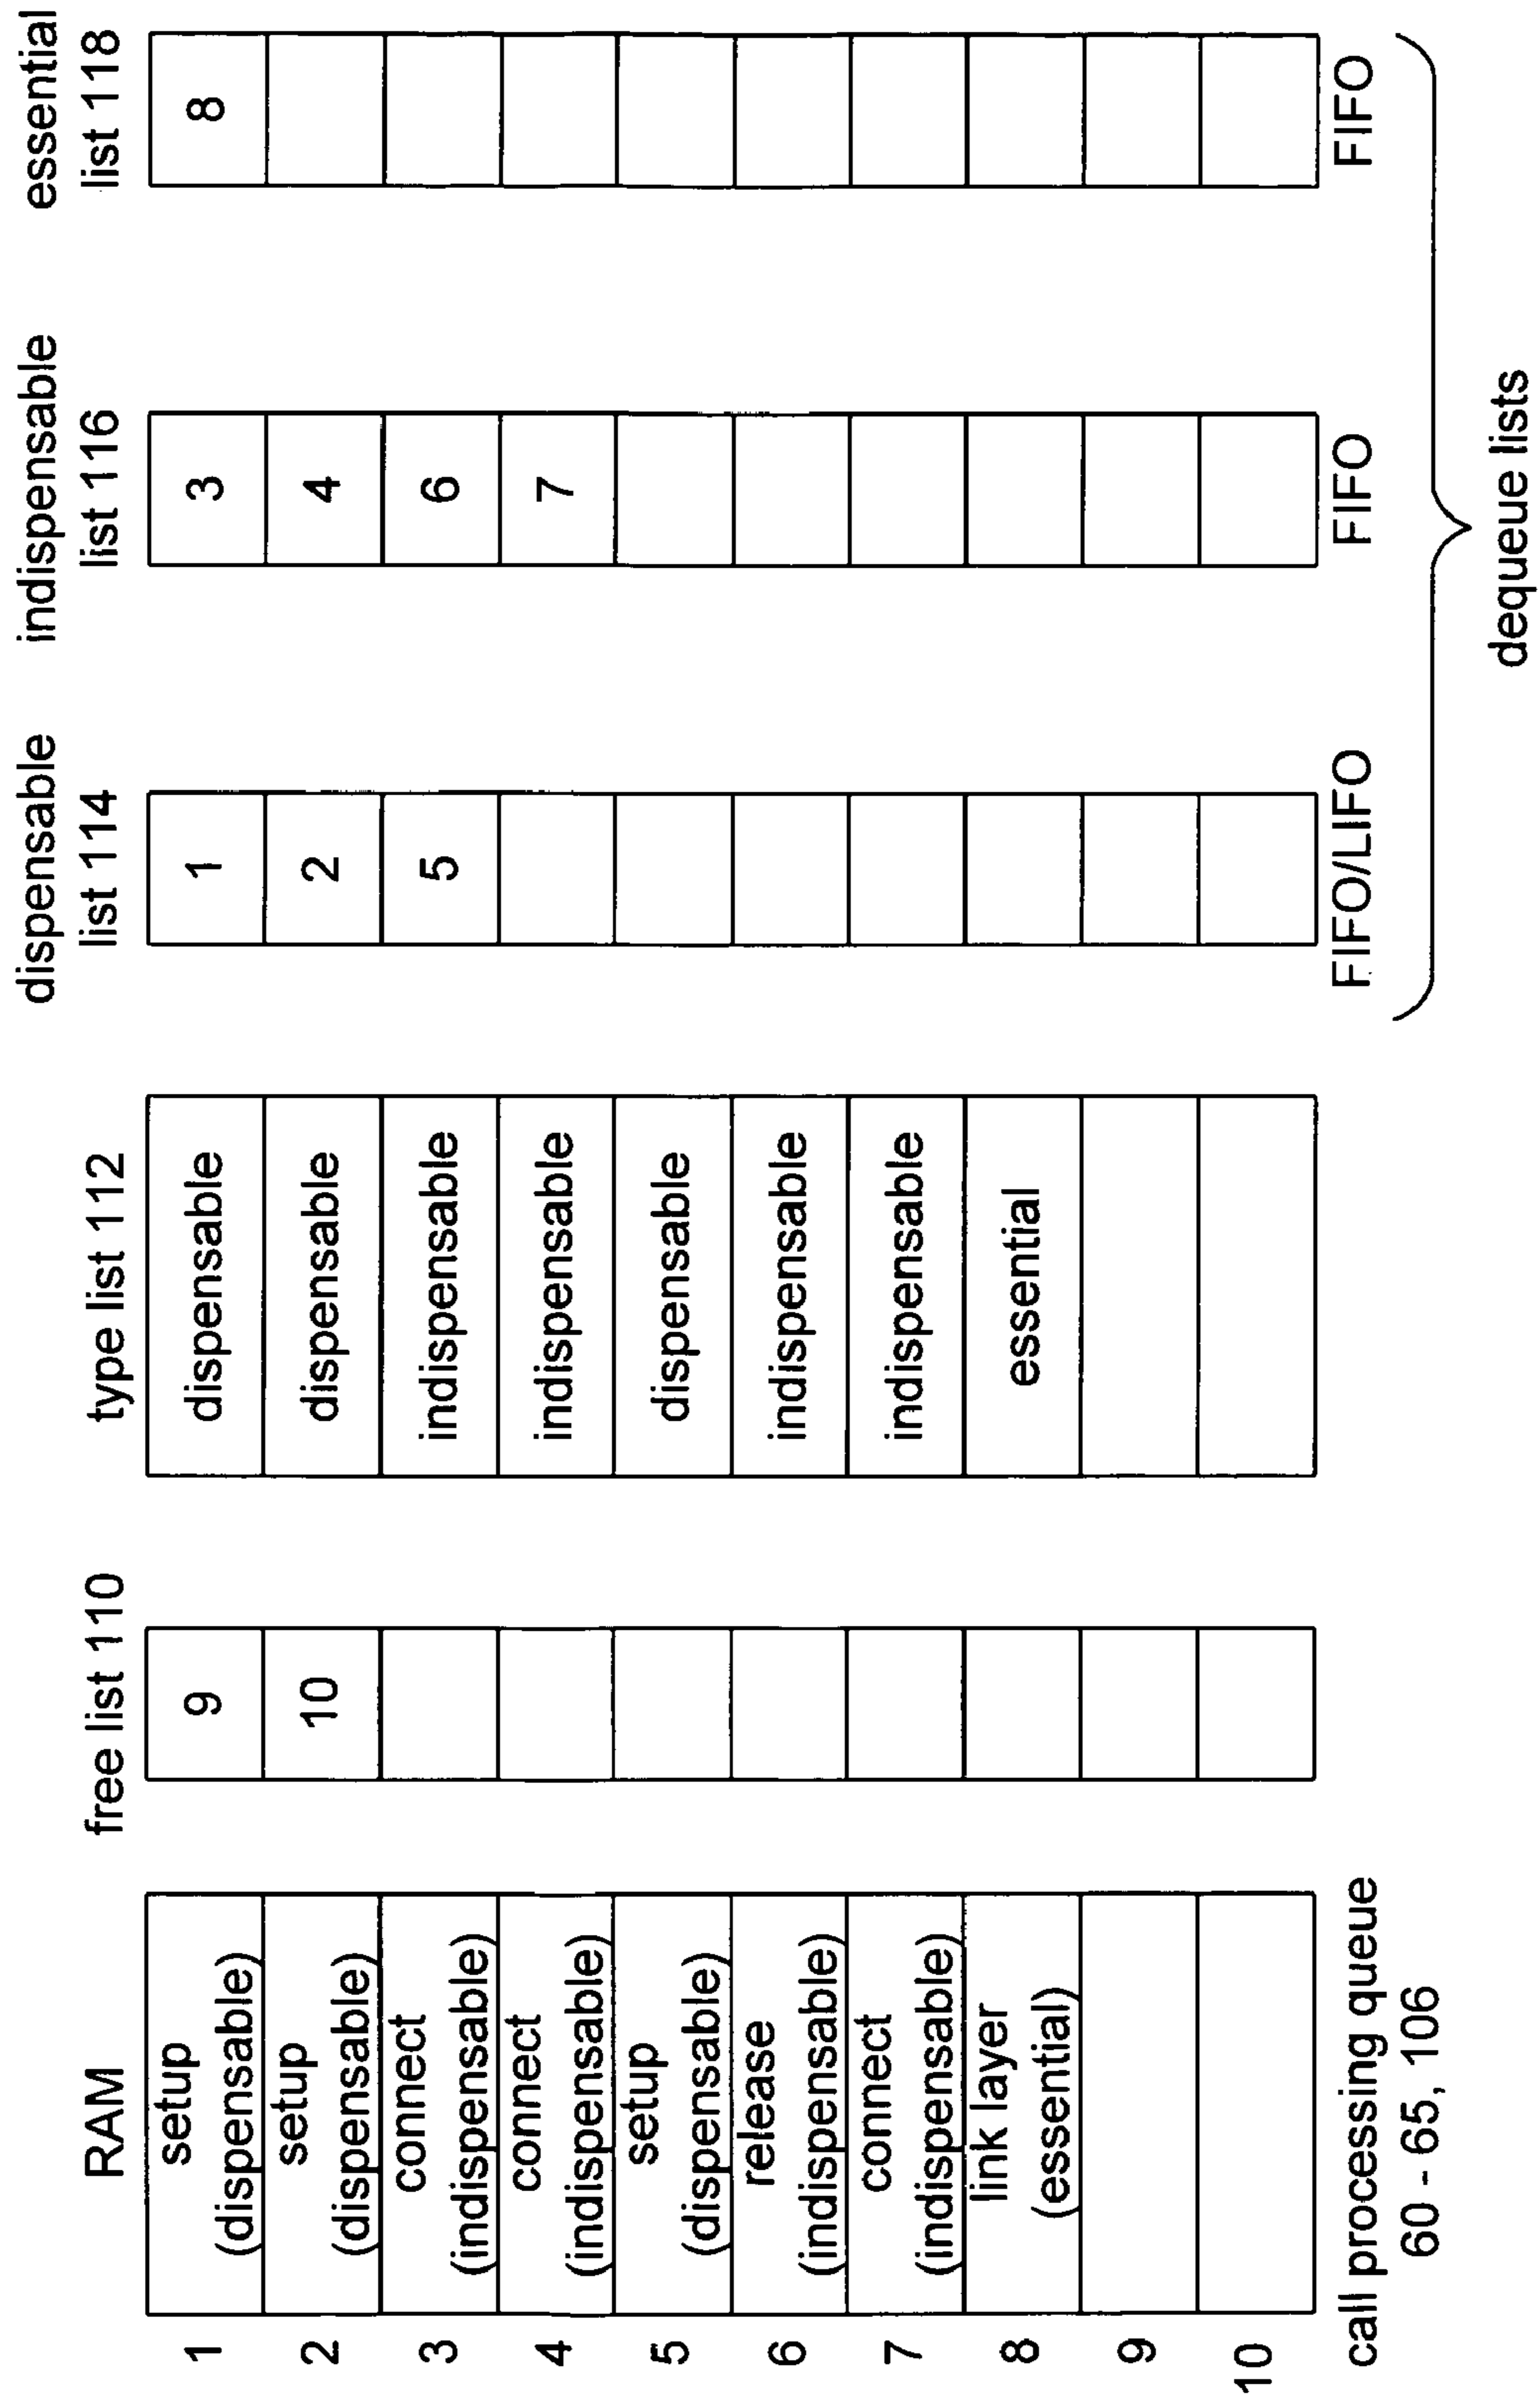 RAM
1
setup
(dispensable)
2
setup
(dispensable)
3
connect
(indispensable)
4
connect
(indispensable)
5
setup
(dispensable)
6
release
(indispensable)
7
connect
(indispensable)
8
link layer
(essential)
9
10
call processing queue
60 - 65, 106
free list 110
9
10
type list 112
dispensable
dispensable
indispensable
indispensable
dispensable
indispensable
indispensable
essential
dispensable
list 114
1
2
5
FIFO/LIFO
indispensable
list 116
3
4
6
7
FIFO
essential
list 118
8
FIFO
dequeue lists